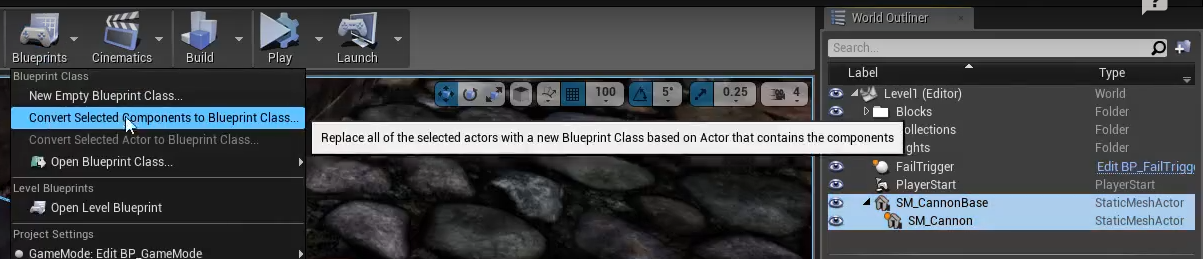 World Outliner
Blueprints Cinematics Build Play Launch
Search...
Blueprint Class
Label Type
New Empty Blueprint Class...
100 5° 0.25 4
Level1 (Editor) World
Convert Selected Components to Blueprint Class...
Blocks Folder
Convert Selected Actor to Blueprint Class...
Replace all of the selected actors with a new Blueprint Class based on Actor that contains the components
ollections Folder
ghts Folder
Open Blueprint Class...
FailTrigger Edit BP_FailTrigg
Level Blueprints
PlayerStart PlayerStart
Open Level Blueprint
SM_CannonBase StaticMeshActor
SM_Cannon StaticMeshActor
Project Settings
GameMode: Edit BP_GameMode